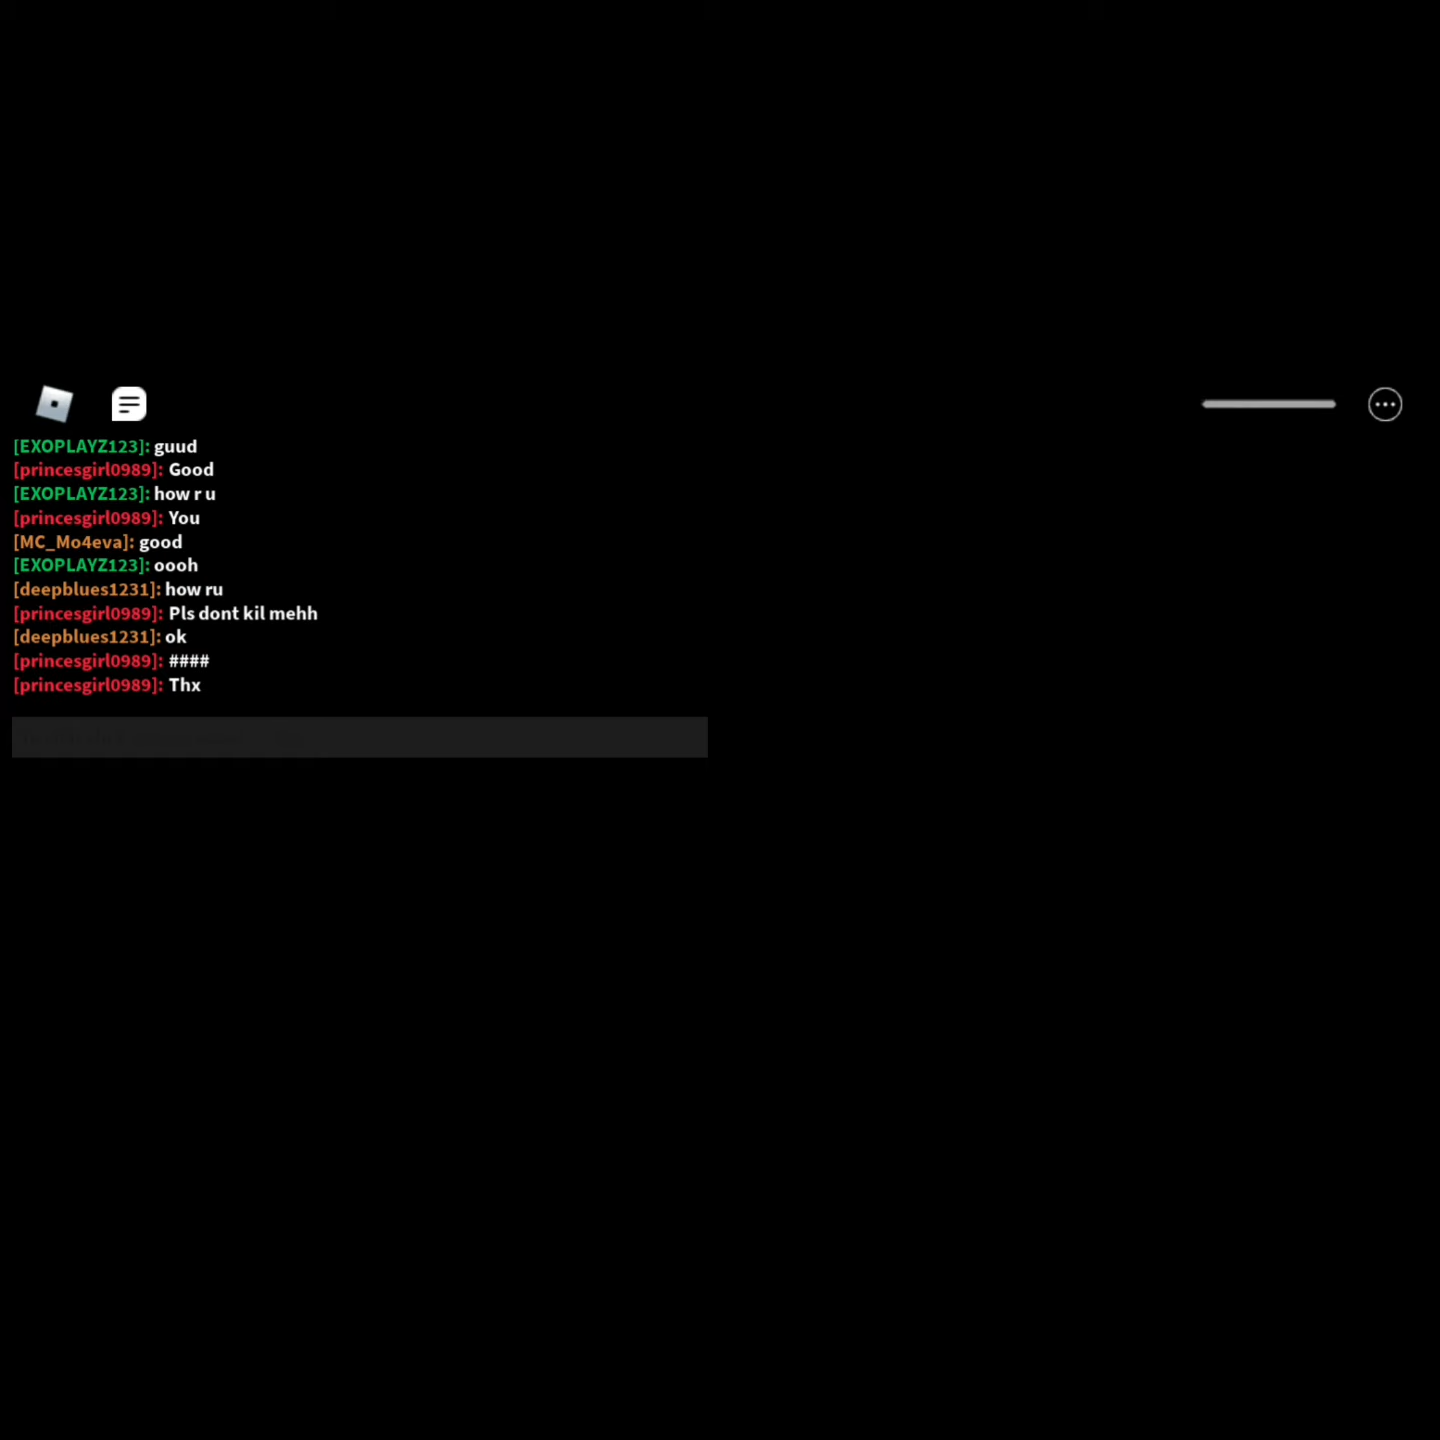 [EXOPLAYZ123]: guud
[princesgirl0989]: Good
[EXOPLAYZ123]: how r u
[princesgirl0989]: You
[MC_Mo4eva]: good
[EXOPLAYZ123]: oooh
[deepblues1231]: how ru
[princesgirl0989]: Pls dont kil mehh
[deepblues1231]: ok
[princesgirl0989]: ####
[princesgirl0989]: Thx